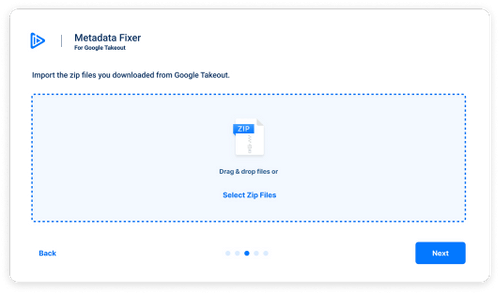 Metadata Fixer
For Google Takeout
Import the zip files you downloaded from Google Takeout.
ZIP
Drag & drop files or
Select Zip Files
Back
Next